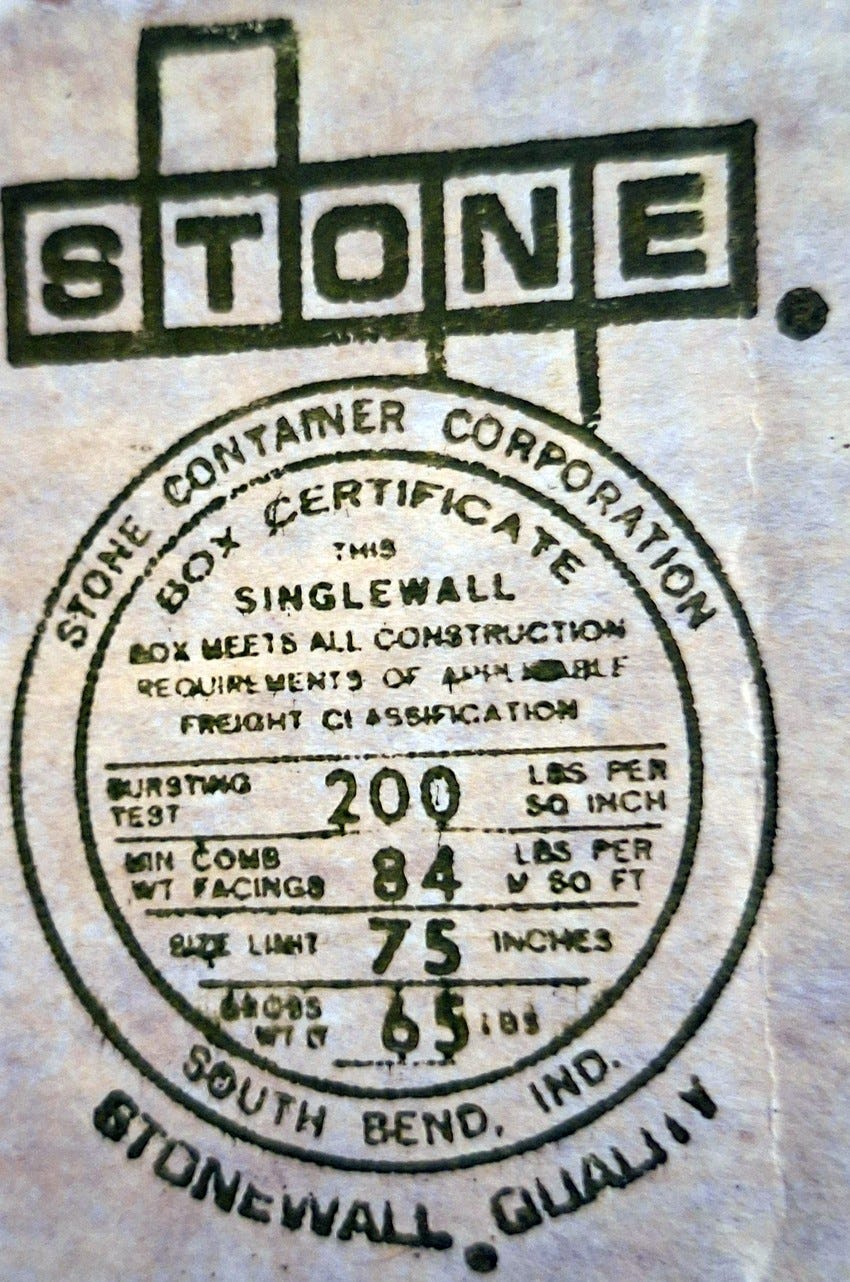 STONE
STONE CONTAINER CORPORATION
BOX CERTIFICATE
THIS
SINGLEWALL
BOX MEETS ALL CONSTRUCTION
REQUIREMENTS OF APPLICABLE
FREIGHT CLASSIFICATION
BURSTING TEST 200 LBS PER SQ INCH
MIN COMB WT FACINGS 84 LBS PER M SQ FT
SIZE LIMIT 75 INCHES
GROSS WT LT 65 LBS
SOUTH BEND, IND.
STONEWALL QUALITY